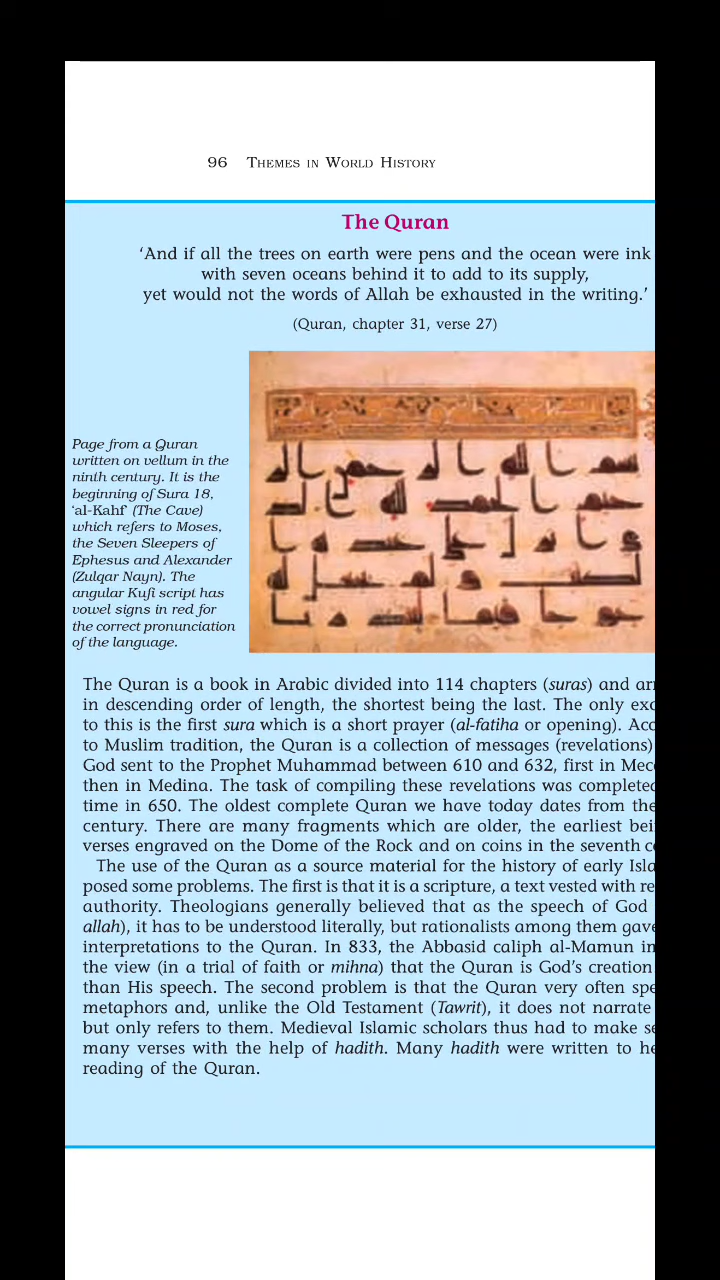 96 THEMES IN WORLD HISTORY
The Quran
‘And if all the trees on earth were pens and the ocean were ink
with seven oceans behind it to add to its supply,
yet would not the words of Allah be exhausted in the writing.’
(Quran, chapter 31, verse 27)
Page from a Quran
written on vellum in the
ninth century. It is the
beginning of Sura 18,
‘al-Kahf’ (The Cave)
which refers to Moses,
the Seven Sleepers of
Ephesus and Alexander
(Zulqar Nayn). The
angular Kufi script has
vowel signs in red for
the correct pronunciation
of the language.
The Quran is a book in Arabic divided into 114 chapters (suras) and
in descending order of length, the shortest being the last. The only
to this is the first sura which is a short prayer (al-fatiha or opening).
to Muslim tradition, the Quran is a collection of messages (revelations)
God sent to the Prophet Muhammad between 610 and 632, first in
then in Medina. The task of compiling these revelations was
time in 650. The oldest complete Quran we have today dates from the
century. There are many fragments which are older, the earliest
verses engraved on the Dome of the Rock and on coins in the seventh
The use of the Quran as a source material for the history of early
posed some problems. The first is that it is a scripture, a text vested with
authority. Theologians generally believed that as the speech of God
allah), it has to be understood literally, but rationalists among them
interpretations to the Quran. In 833, the Abbasid caliph al-Mamun
the view (in a trial of faith or mihna) that the Quran is God’s creation
than His speech. The second problem is that the Quran very often
metaphors and, unlike the Old Testament (Tawrit), it does not narrate
but only refers to them. Medieval Islamic scholars thus had to make
many verses with the help of hadith. Many hadith were written to
reading of the Quran.